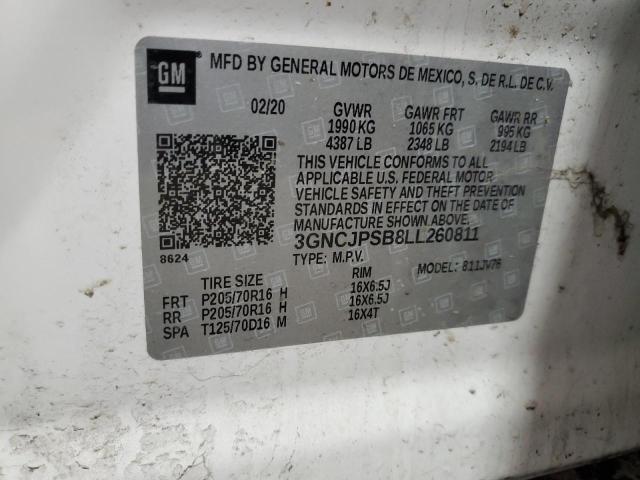 GM
MFD BY GENERAL MOTORS DE MEXICO, S. DE R.L. DE C.V.
02/20 GVWR GAWR FRT GAWR RR
1990 KG 1065 KG 995 KG
4387 LB 2348 LB 2194 LB
THIS VEHICLE CONFORMS TO ALL
APPLICABLE U.S. FEDERAL MOTOR
VEHICLE SAFETY AND THEFT PREVENTION
STANDARDS IN EFFECT ON THE DATE OF
MANUFACTURE SHOWN ABOVE.
3GNCJPSB8LL260811
8624 TYPE: M.P.V. MODEL: 811JV76
TIRE SIZE RIM
FRT P205/70R16 H 16X6.5J
RR P205/70R16 H 16X6.5J
SPA T125/70D16 M 16X4T